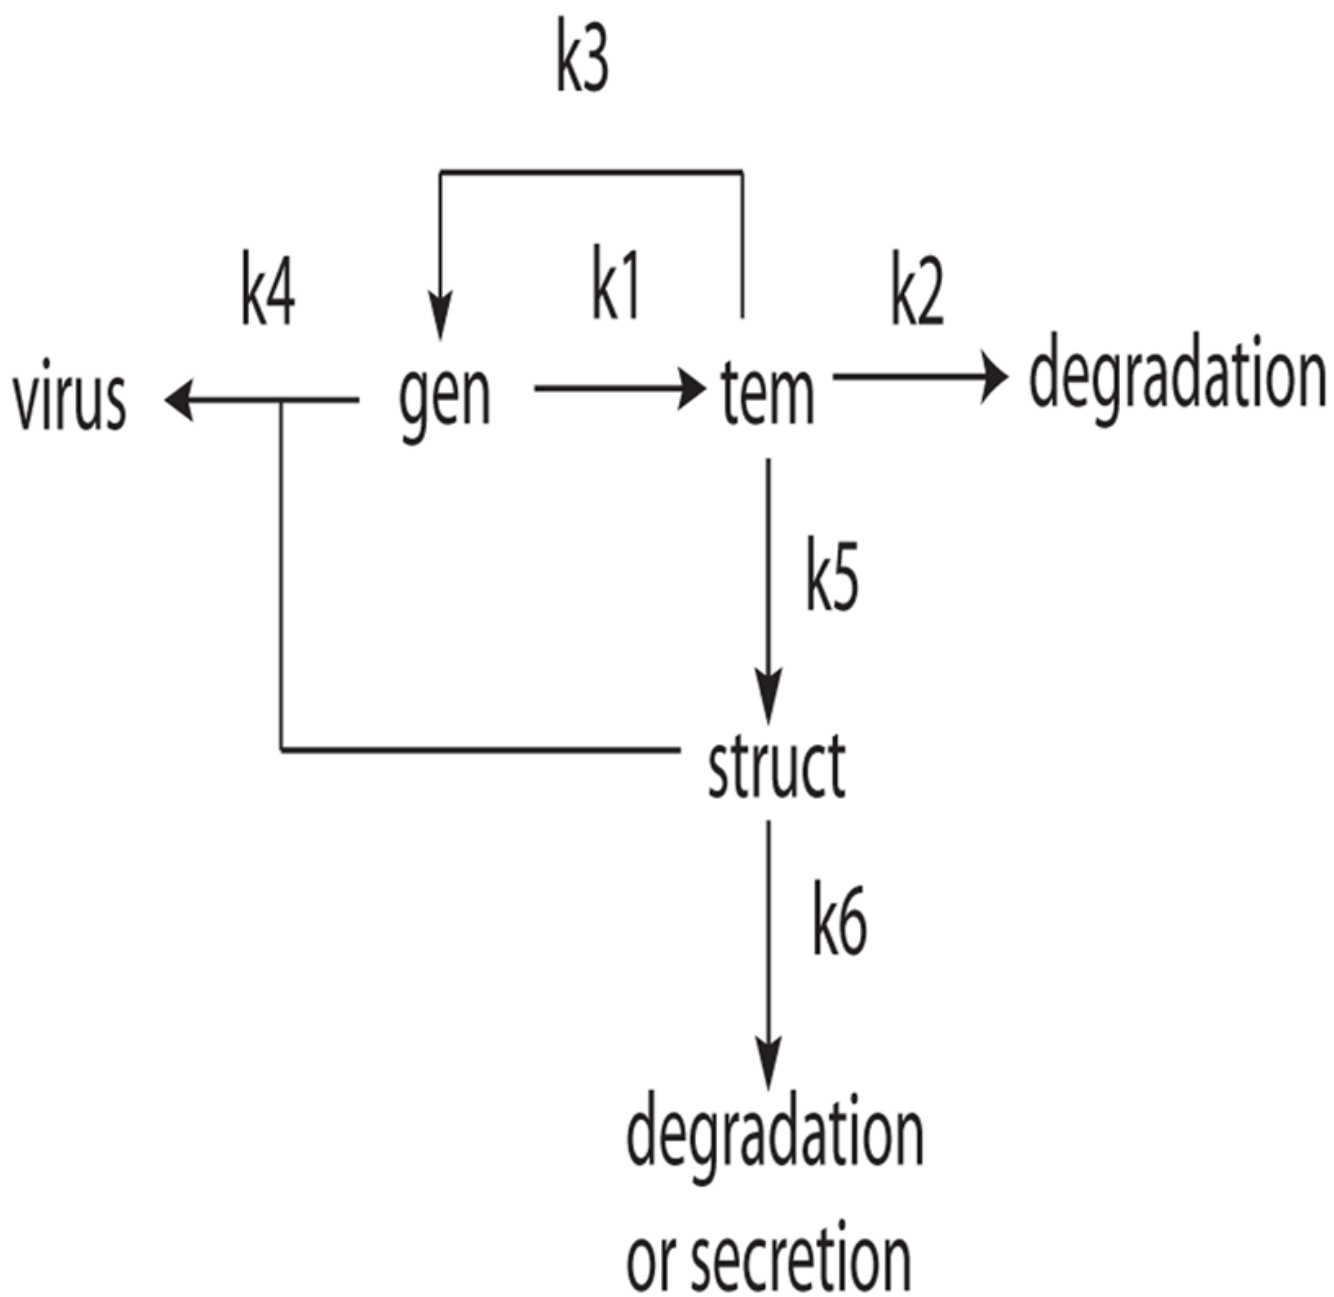 k3
k4
k1
k2
virus
gen
tem
degradation
k5
struct
k6
degradation
or secretion